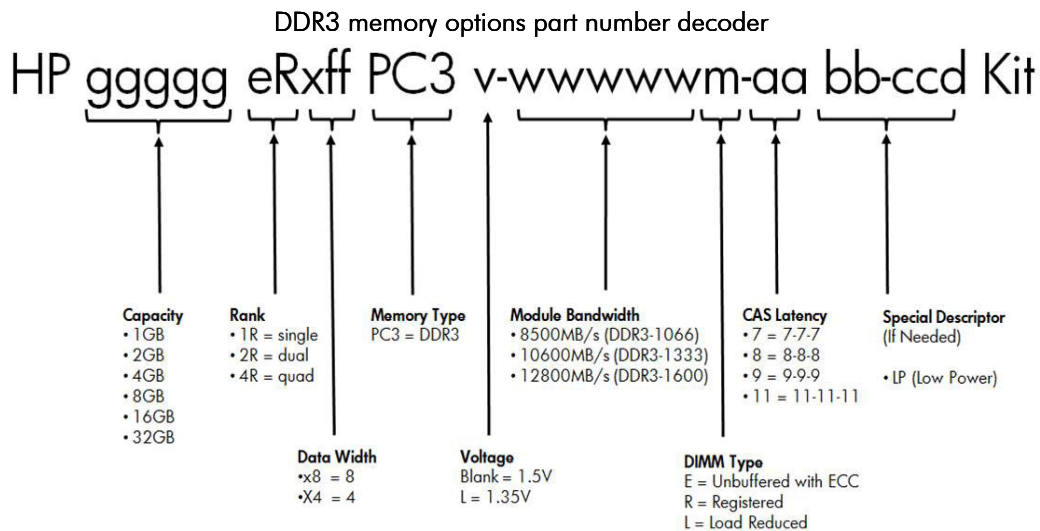 DDR3 memory options part number decoder
HP ggggg eRxff PC3 v-wwwwwm-aa bb-ccd Kit
Capacity
• 1GB
• 2GB
• 4GB
• 8GB
• 16GB
• 32GB
Rank
• 1R = single
• 2R = dual
• 4R = quad
Memory Type
PC3 = DDR3
Module Bandwidth
• 8500MB/s (DDR3-1066)
• 10600MB/s (DDR3-1333)
• 12800MB/s (DDR3-1600)
CAS Latency
• 7 = 7-7-7
• 8 = 8-8-8
• 9 = 9-9-9
• 11 = 11-11-11
Special Descriptor
(If Needed)
• LP (Low Power)
Data Width
•x8 = 8
•X4 = 4
Voltage
Blank = 1.5V
L = 1.35V
DIMM Type
E = Unbuffered with ECC
R = Registered
L = Load Reduced